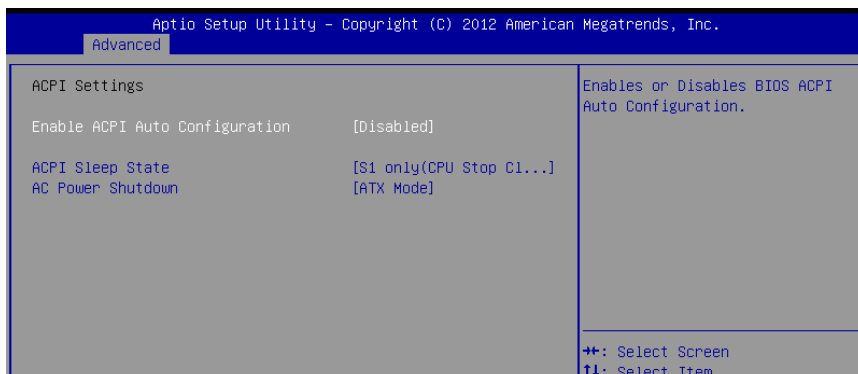 Aptio Setup Utility – Copyright (C) 2012 American Megatrends, Inc.
Advanced
ACPI Settings
Enable ACPI Auto Configuration [Disabled]
ACPI Sleep State [S1 only(CPU Stop Cl...]
AC Power Shutdown [ATX Mode]
Enables or Disables BIOS ACPI
Auto Configuration.
→←: Select Screen
↑↓: Select Item